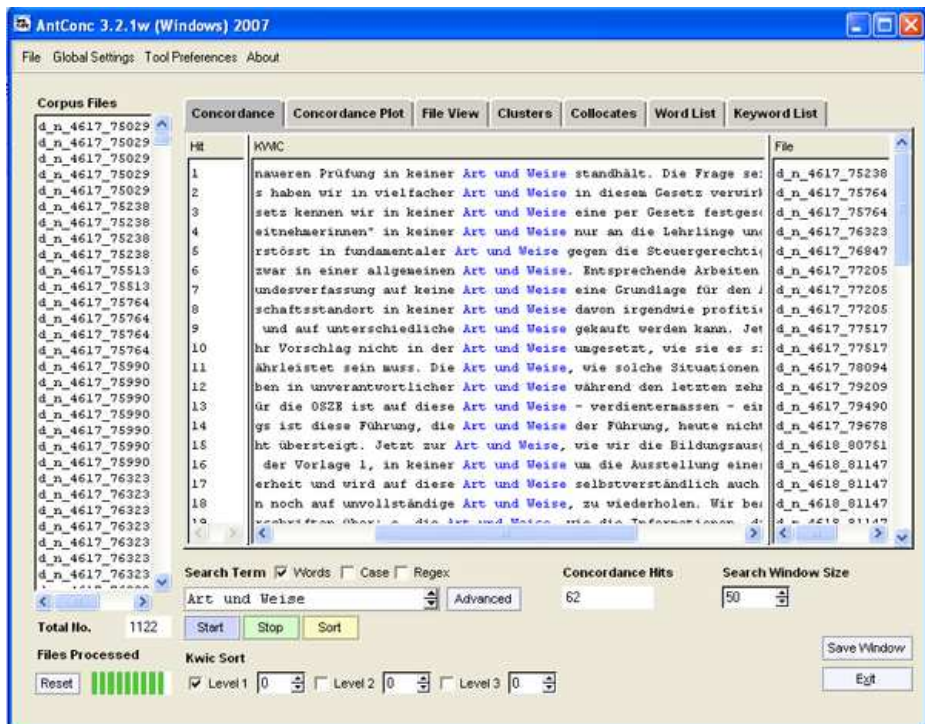 AntConc 3.2.1w (Windows) 2007
File Global Settings Tool Preferences About
Corpus Files
d_n_4617_75029
d_n_4617_75029
d_n_4617_75029
d_n_4617_75029
d_n_4617_75029
d_n_4617_75238
d_n_4617_75238
d_n_4617_75238
d_n_4617_75238
d_n_4617_75513
d_n_4617_75513
d_n_4617_75764
d_n_4617_75764
d_n_4617_75764
d_n_4617_75764
d_n_4617_75990
d_n_4617_75990
d_n_4617_75990
d_n_4617_75990
d_n_4617_75990
d_n_4617_75990
d_n_4617_75990
d_n_4617_76323
d_n_4617_76323
d_n_4617_76323
d_n_4617_76323
d_n_4617_76323
d_n_4617_76323
d_n_4617_76323
Total No. 1122
Files Processed
Reset
Concordance Concordance Plot File View Clusters Collocates Word List Keyword List
Hit KWIC File
1 naueren Prüfung in keiner Art und Weise standhält. Die Frage d_n_4617_75238
2 s haben wir in vielfacher Art und Weise in diesem Gesetz verwirk d_n_4617_75764
3 setz kennen wir in keiner Art und Weise eine per Gesetz festges d_n_4617_75764
4 eitnehmerinnen" in keiner Art und Weise nur an die Lehrlinge und d_n_4617_76323
5 rstösst in fundamentaler Art und Weise gegen die Steuergerechti d_n_4617_76847
6 zwar in einer allgemeinen Art und Weise. Entsprechende Arbeiten d_n_4617_77205
7 undesverfassung auf keine Art und Weise eine Grundlage für den d_n_4617_77205
8 schaftsstandort in keiner Art und Weise davon irgendwie profiti d_n_4617_77205
9 und auf unterschiedliche Art und Weise gekauft werden kann. Jet d_n_4617_77517
10 hr Vorschlag nicht in der Art und Weise umgesetzt, wie sie es d_n_4617_77517
11 ährleistet sein muss. Die Art und Weise, wie solche Situationen d_n_4617_78094
12 ben in unverantwortlicher Art und Weise während den letzten zehn d_n_4617_79209
13 ür die OSZE ist auf diese Art und Weise - verdientermassen - ein d_n_4617_79490
14 gs ist diese Führung, die Art und Weise der Führung, heute nicht d_n_4617_79678
15 ht übersteigt. Jetzt zur Art und Weise, wie wir die Bildungsaus d_n_4618_80751
16 der Vorlage 1, in keiner Art und Weise um die Ausstellung eine d_n_4618_81147
17 erheit und wird auf diese Art und Weise selbstverständlich auch d_n_4618_81147
18 n noch auf unvollständige Art und Weise, zu wiederholen. Wir be d_n_4618_81147
19 die Art und Weise, wie die Informationen, d_n_4618_81147
Search Term Words Case Regex Concordance Hits Search Window Size
Art und Weise Advanced 62 50
Start Stop Sort
Kwic Sort
Level 1 0 Level 2 0 Level 3 0
Save Window
Exit